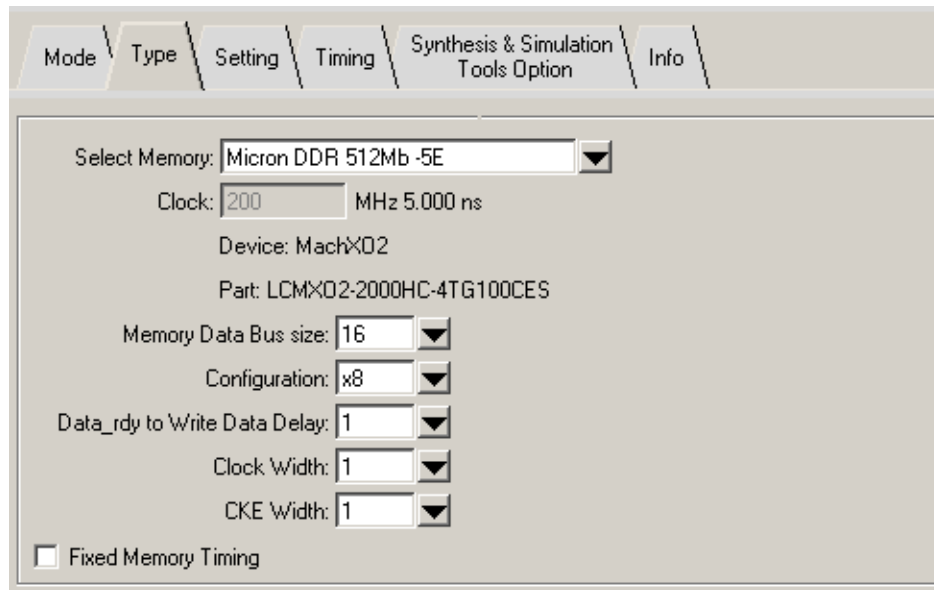 Mode Type Setting Timing Synthesis & Simulation Tools Option Info
Select Memory: Micron DDR 512Mb -5E
Clock: 200 MHz 5.000 ns
Device: MachXO2
Part: LCMXO2-2000HC-4TG100CES
Memory Data Bus size: 16
Configuration: x8
Data_rdy to Write Data Delay: 1
Clock Width: 1
CKE Width: 1
Fixed Memory Timing